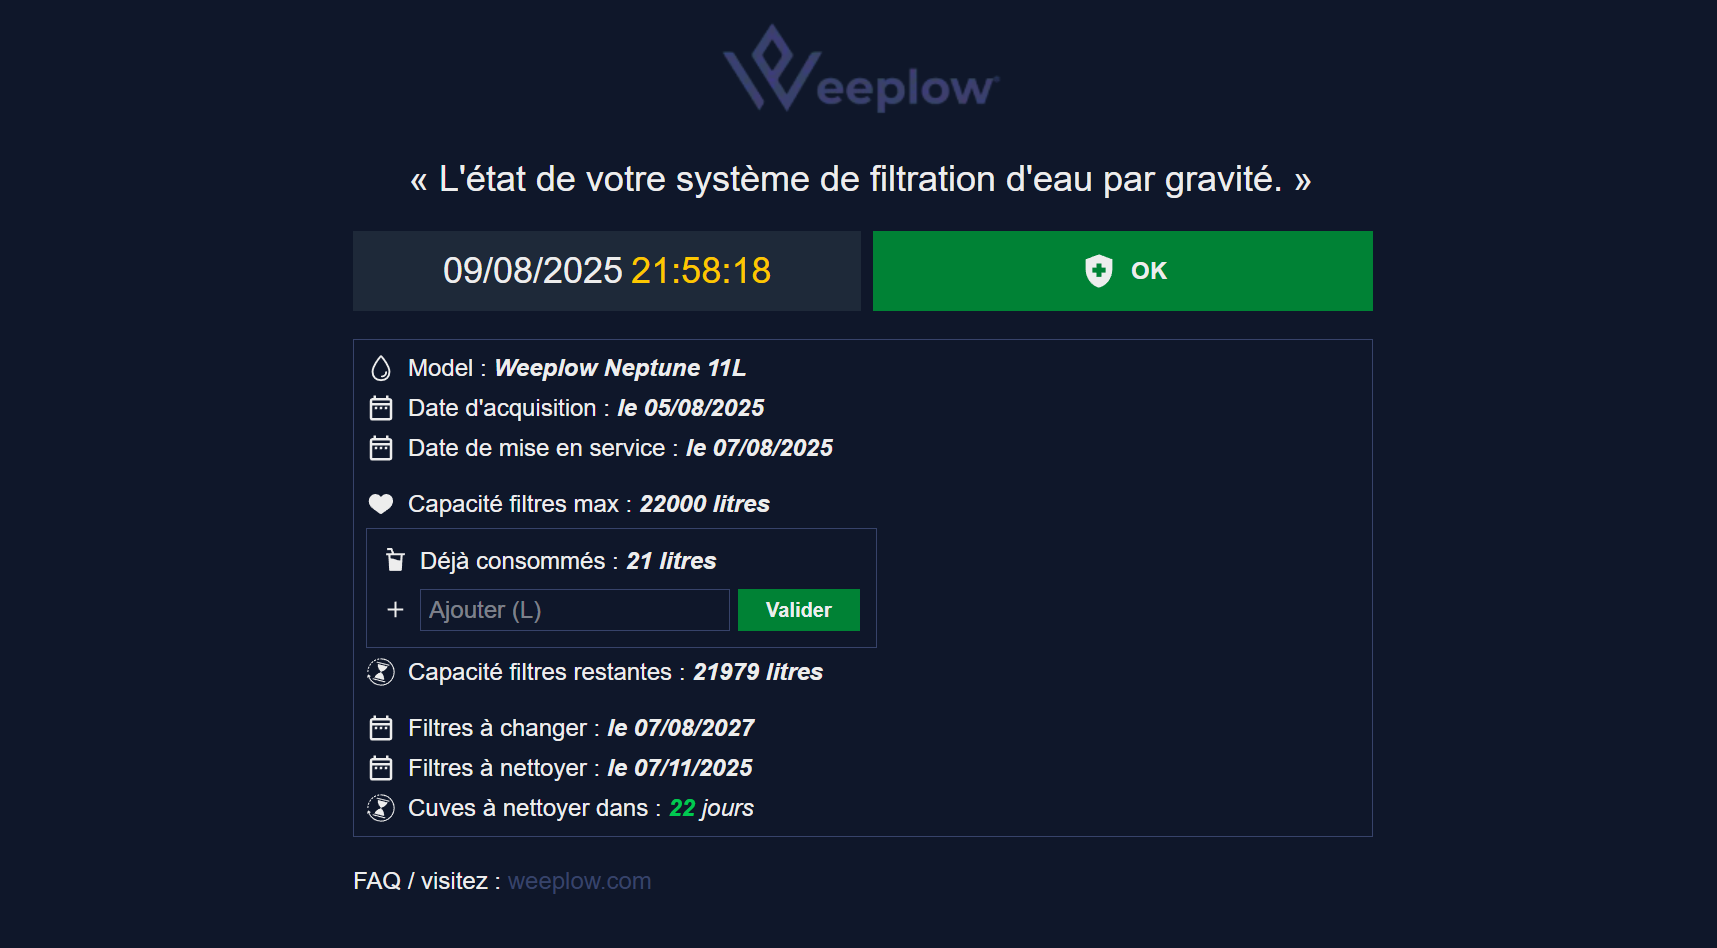 Weeplow
« L'état de votre système de filtration d'eau par gravité. »
09/08/2025 21:58:18
OK
Model : Weeplow Neptune 11L
Date d'acquisition : le 05/08/2025
Date de mise en service : le 07/08/2025
Capacité filtres max : 22000 litres
Déjà consommés : 21 litres
+ Ajouter (L) Valider
Capacité filtres restantes : 21979 litres
Filtres à changer : le 07/08/2027
Filtres à nettoyer : le 07/11/2025
Cuves à nettoyer dans : 22 jours
FAQ / visitez : weeplow.com